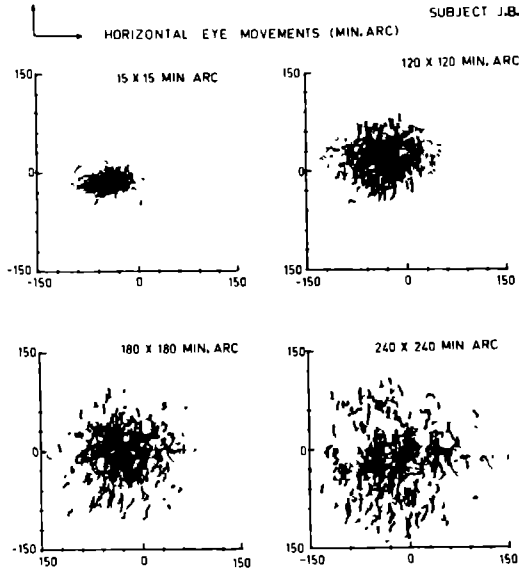 SUBJECT J.B.
HORIZONTAL EYE MOVEMENTS (MIN. ARC)
15 X 15 MIN ARC
120 X 120 MIN. ARC
150
0
-150
-150 0 150
150
0
150
-150 0 150
180 X 180 MIN. ARC
240 X 240 MIN ARC
150
0
-150
-150 0 150
150
0
150
-150 0 150